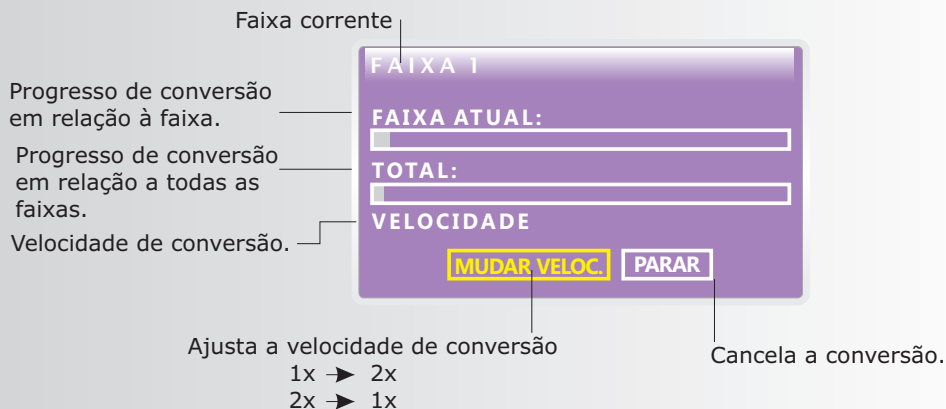 Faixa corrente
FAIXA 1
Progresso de conversão
em relação à faixa.
FAIXA ATUAL:
Progresso de conversão
em relação a todas as
faixas.
TOTAL:
Velocidade de conversão.
VELOCIDADE
MUDAR VELOC. PARAR
Ajusta a velocidade de conversão
1x → 2x
2x → 1x
Cancela a conversão.